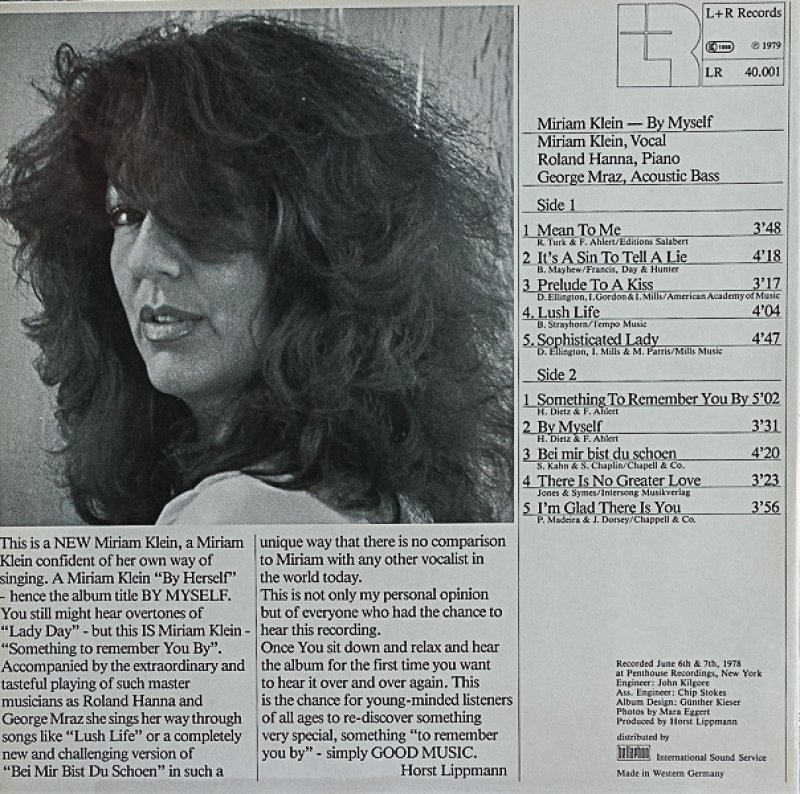 L+R Records
℗ 1979
LR 40.001
Miriam Klein — By Myself
Miriam Klein, Vocal
Roland Hanna, Piano
George Mraz, Acoustic Bass
Side 1
1 Mean To Me 3'48
R. Turk & F. Ahlert/Editions Salabert
2 It's A Sin To Tell A Lie 4'18
B. Mayhew/Francis, Day & Hunter
3 Prelude To A Kiss 3'17
D. Ellington, I. Gordon & I. Mills/American Academy of Music
4. Lush Life 4'04
B. Strayhorn/Tempo Music
5. Sophisticated Lady 4'47
D. Ellington, I. Mills & M. Parris/Mills Music
Side 2
1 Something To Remember You By 5'02
H. Dietz & F. Ahlert
2 By Myself 3'31
H. Dietz & F. Ahlert
3 Bei mir bist du schoen 4'20
S. Kahn & S. Chaplin/Chapell & Co.
4 There Is No Greater Love 3'23
Jones & Symes/Intersong Musikverlag
5 I'm Glad There Is You 3'56
P. Madeira & J. Dorsey/Chappell & Co.
This is a NEW Miriam Klein, a Miriam
Klein confident of her own way of
singing. A Miriam Klein “By Herself”
- hence the album title BY MYSELF.
You still might hear overtones of
“Lady Day” - but this IS Miriam Klein -
“Something to remember You By”.
Accompanied by the extraordinary and
tasteful playing of such master
musicians as Roland Hanna and
George Mraz she sings her way through
songs like “Lush Life” or a completely
new and challenging version of
“Bei Mir Bist Du Schoen” in such a
unique way that there is no comparison
to Miriam with any other vocalist in
the world today.
This is not only my personal opinion
but of everyone who had the chance to
hear this recording.
Once You sit down and relax and hear
the album for the first time you want
to hear it over and over again. This
is the chance for young-minded listeners
of all ages to re-discover something
very special, something “to remember
you by” - simply GOOD MUSIC.
Horst Lippmann
Recorded June 6th & 7th, 1978
at Penthouse Recordings, New York
Engineer: John Kilgore
Ass. Engineer: Chip Stokes
Album Design: Günther Kieser
Photos by Mara Eggert
Produced by Horst Lippmann
distributed by
bellaphon International Sound Service
Made in Western Germany